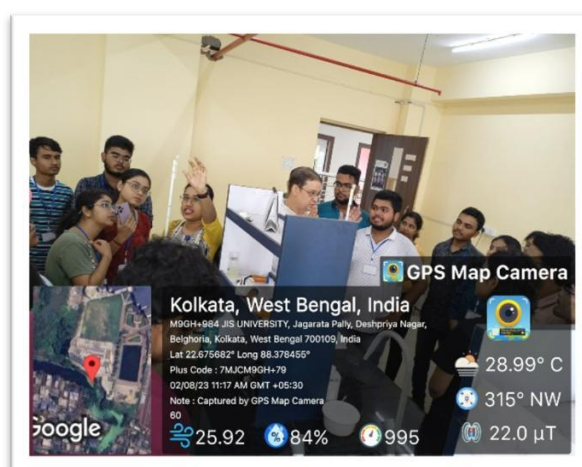 GPS Map Camera
Kolkata, West Bengal, India
M9GH+984 JIS UNIVERSITY, Jagarata Pally, Deshpriya Nagar,
Belghoria, Kolkata, West Bengal 700109, India
Lat 22.675682° Long 88.378455°
Plus Code : 7MJCM9GH+79
02/08/23 11:17 AM GMT +05:30
Note : Captured by GPS Map Camera
60
Google
25.92
84%
995
28.99° C
315° NW
22.0 µT